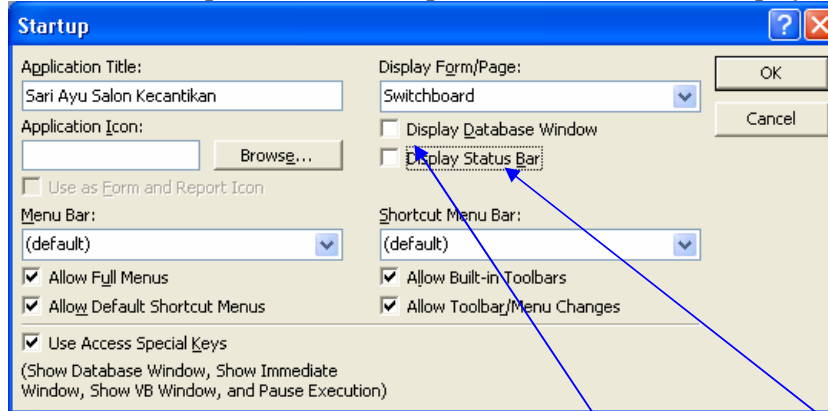 Startup
Application Title:
Sari Ayu Salon Kecantikan
Application Icon:
Browse...
Use as Form and Report Icon
Menu Bar:
(default)
Allow Full Menus
Allow Default Shortcut Menus
Use Access Special Keys
(Show Database Window, Show Immediate
Window, Show VB Window, and Pause Execution)
Display Form/Page:
Switchboard
Display Database Window
Display Status Bar
Shortcut Menu Bar:
(default)
Allow Built-in Toolbars
Allow Toolbar/Menu Changes
OK
Cancel